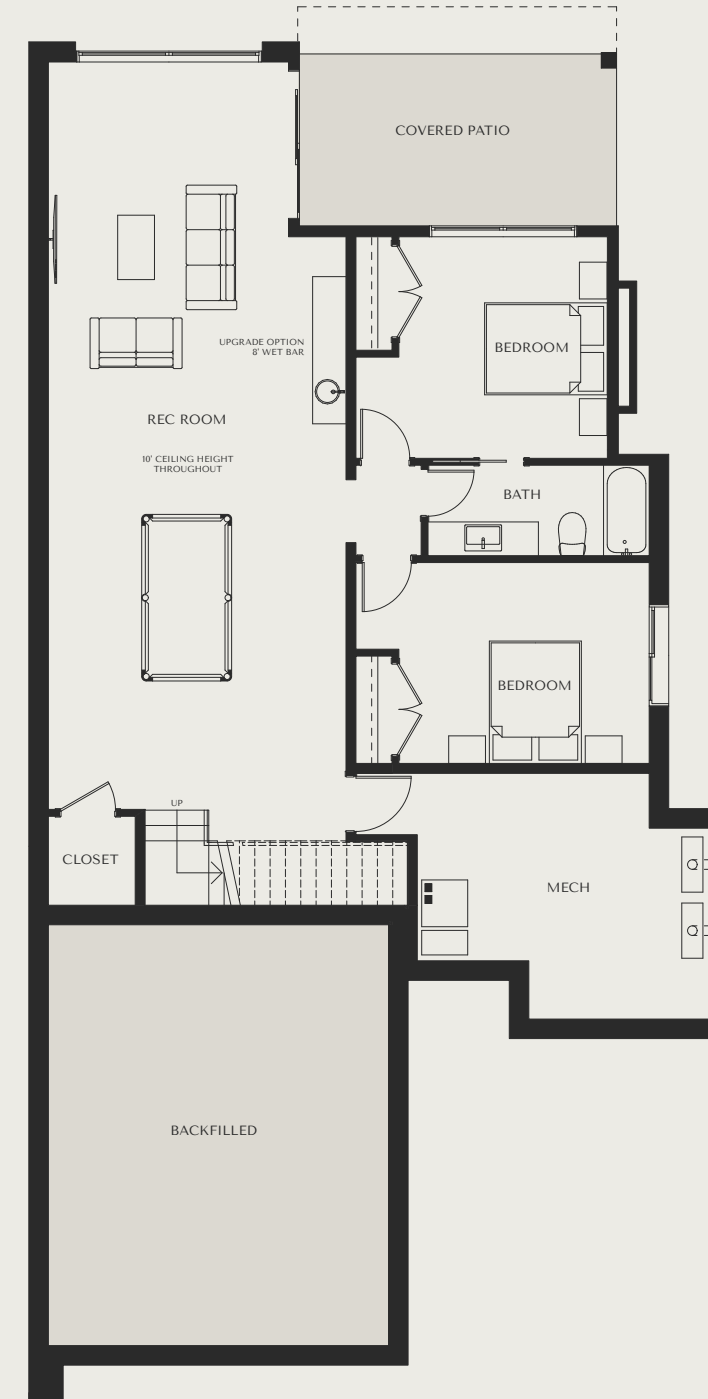 COVERED PATIO
UPGRADE OPTION
8' WET BAR
BEDROOM
REC ROOM
10' CEILING HEIGHT
THROUGHOUT
BATH
BEDROOM
UP
CLOSET
MECH
BACKFILLED